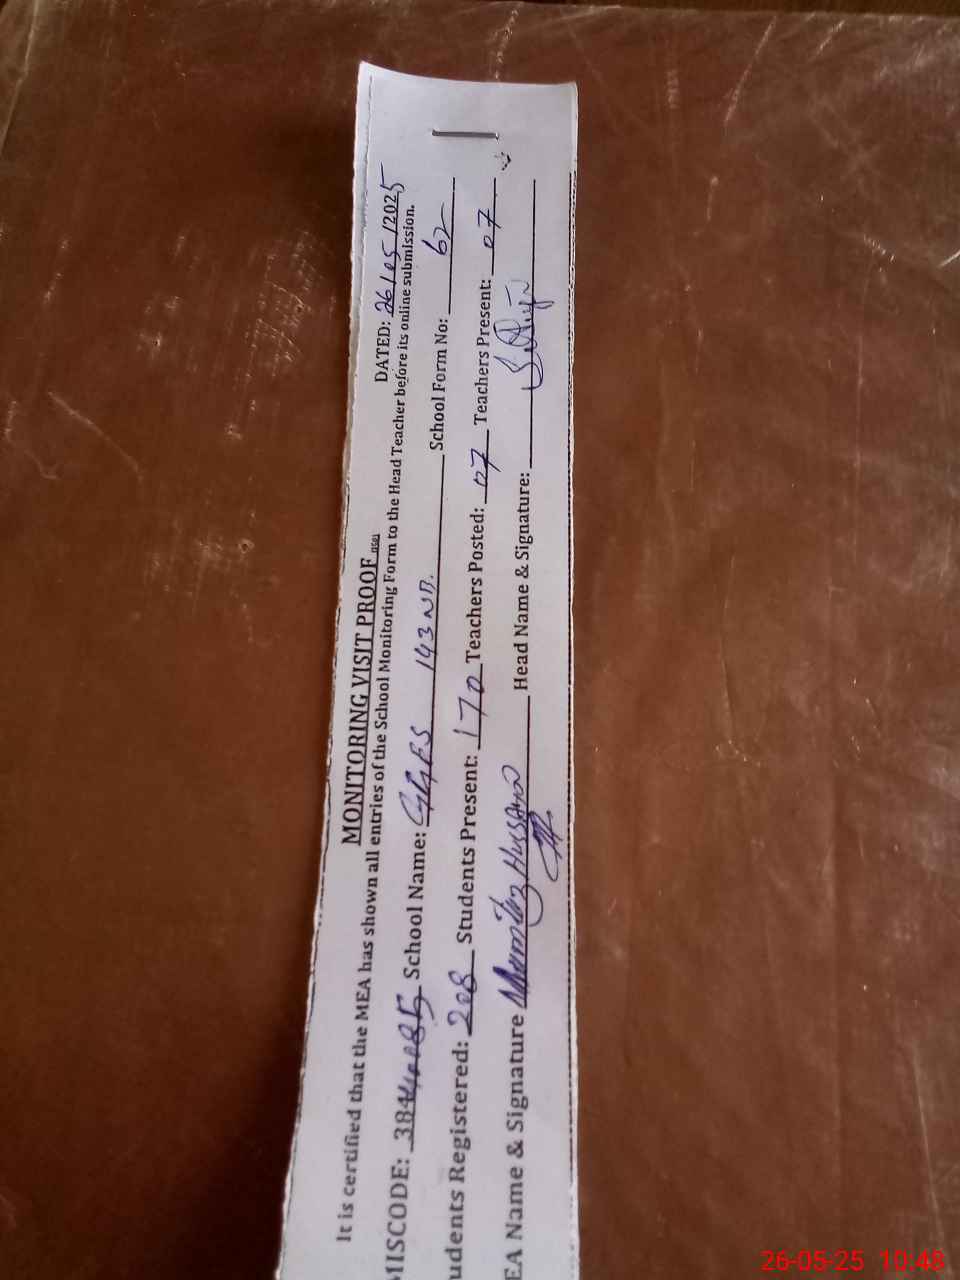 MONITORING VISIT PROOF
DATED: 26/05/2025
It is certified that the MEA has shown all entries of the School Monitoring Form to the Head Teacher before its online submission.
MISCODE: School Name: GGES 143 NB. School Form No: 62
udents Registered: 208 Students Present: 170 Teachers Posted: 07 Teachers Present: 07
EA Name & Signature Mumtaz Hussain Head Name & Signature:
26-05-25 10:48